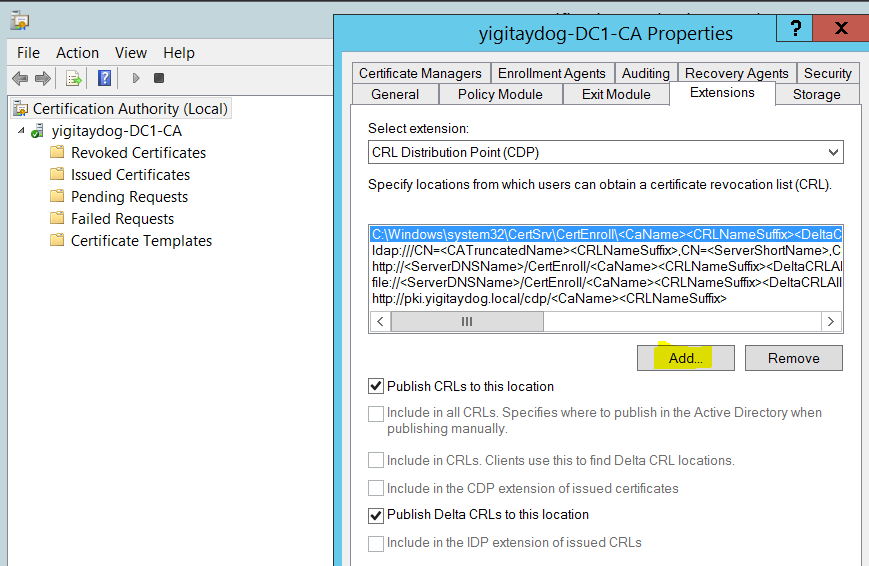 yigitaydog-DC1-CA Properties
?
X
File Action View Help
?
Certification Authority (Local)
yigitaydog-DC1-CA
Revoked Certificates
Issued Certificates
Pending Requests
Failed Requests
Certificate Templates
Certificate Managers Enrollment Agents Auditing Recovery Agents Security
General Policy Module Exit Module Extensions Storage
Select extension:
CRL Distribution Point (CDP)
Specify locations from which users can obtain a certificate revocation list (CRL).
C:\Windows\system32\CertSrv\CertEnroll\<CaName><CRLNameSuffix><DeltaC
ldap:///CN=<CATruncatedName><CRLNameSuffix>,CN=<ServerShortName>,C
http://<ServerDNSName>/CertEnroll/<CaName><CRLNameSuffix><DeltaCRLAl
file://<ServerDNSName>/CertEnroll/<CaName><CRLNameSuffix><DeltaCRLAll
http://pki.yigitaydog.local/cdp/<CaName><CRLNameSuffix>
Add... Remove
Publish CRLs to this location
Include in all CRLs. Specifies where to publish in the Active Directory when
publishing manually.
Include in CRLs. Clients use this to find Delta CRL locations.
Include in the CDP extension of issued certificates
Publish Delta CRLs to this location
Include in the IDP extension of issued CRLs